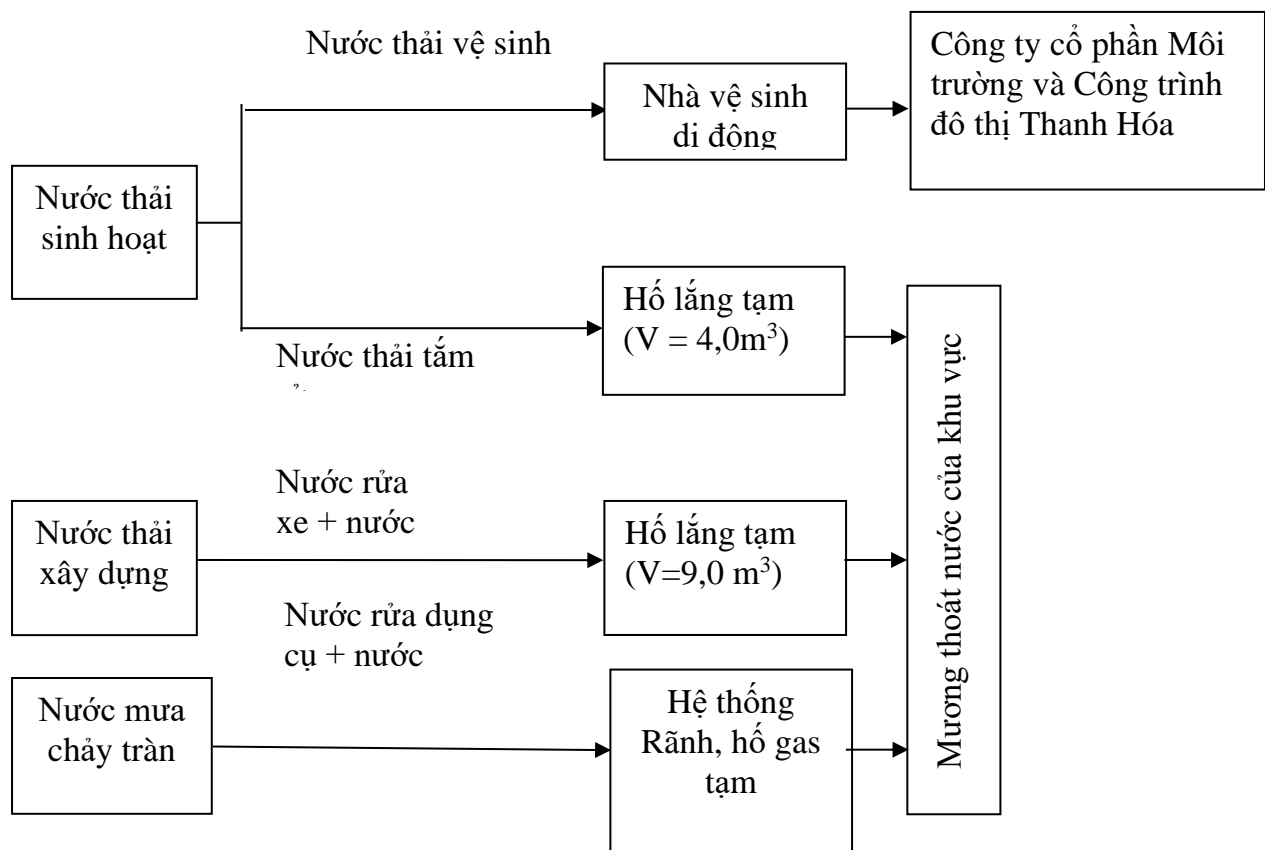 Nước thải vệ sinh
Nhà vệ sinh
di động
Công ty cổ phần Môi
trường và Công trình
đô thị Thanh Hóa
Nước thải
sinh hoạt
Hố lắng tạm
(V = 4,0m³)
Nước thải tắm
Mương thoát nước của khu vực
Nước rửa
xe + nước
Nước thải
xây dựng
Hố lắng tạm
(V=9,0 m³)
Nước rửa dụng
cụ + nước
Nước mưa
chảy tràn
Hệ thống
Rãnh, hố gas
tạm